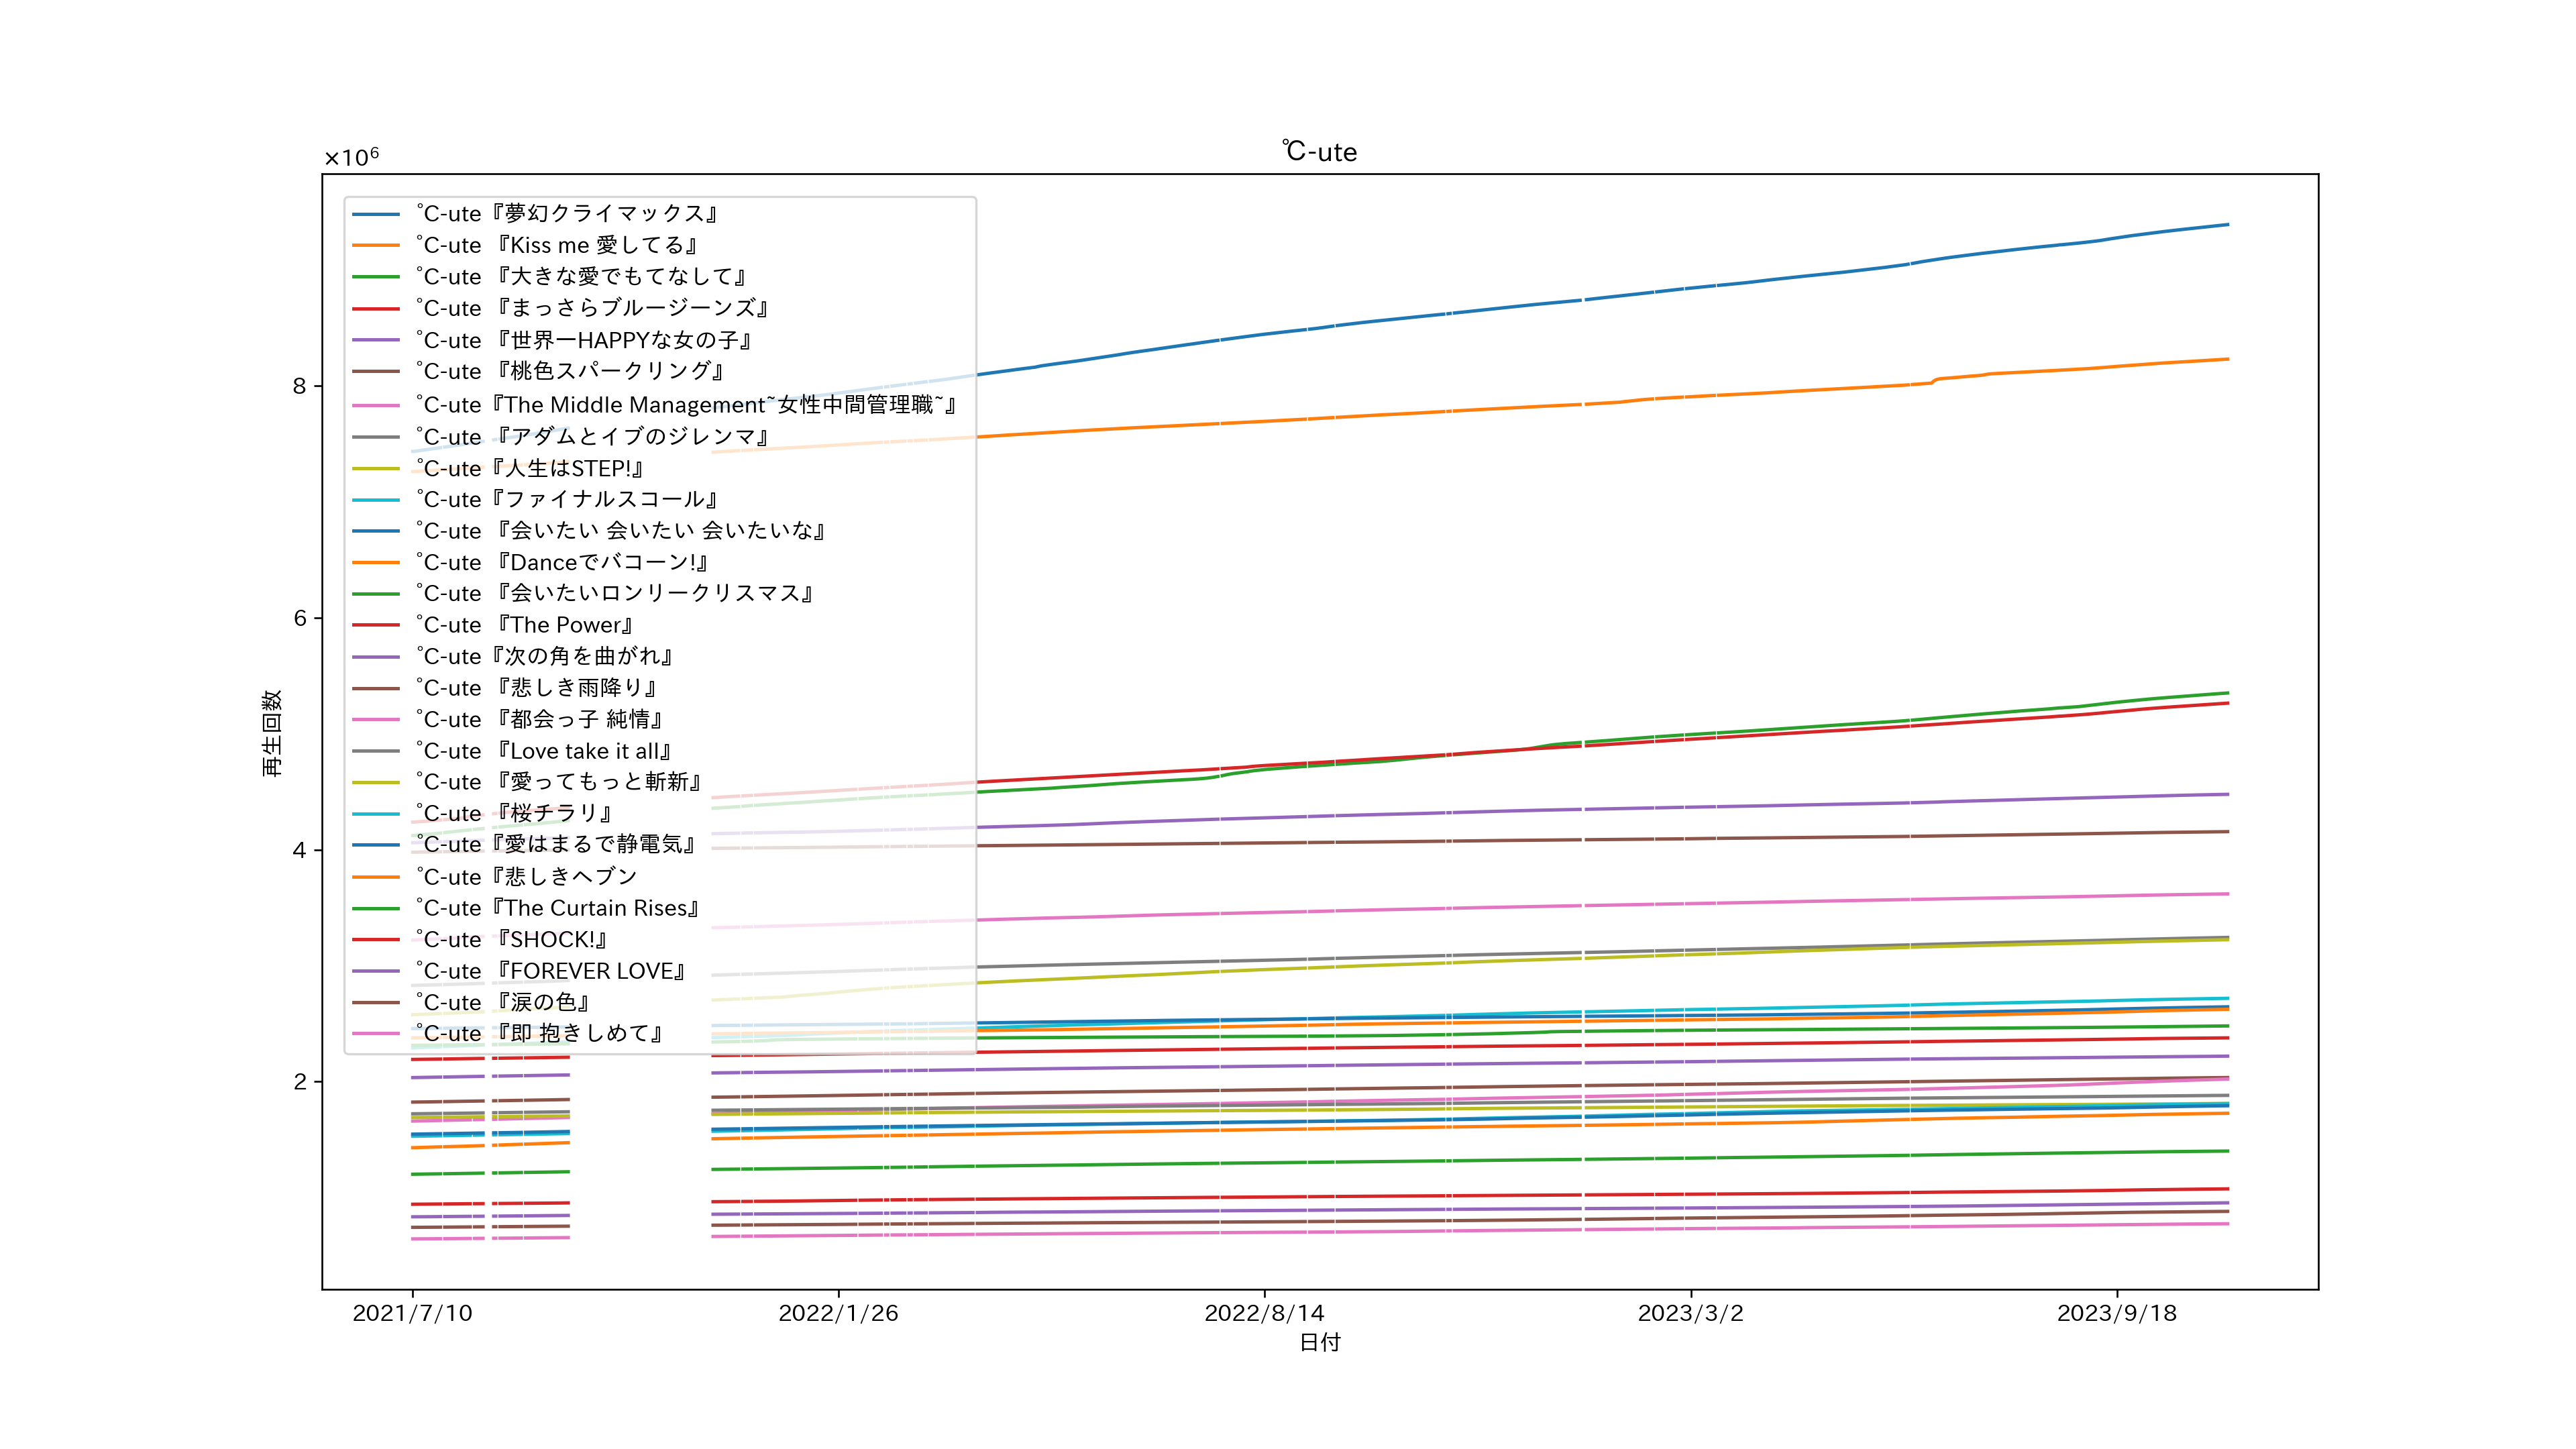 ℃-ute
×10⁶
℃-ute『夢幻クライマックス』
℃-ute 『Kiss me 愛してる』
℃-ute 『大きな愛でもてなして』
℃-ute 『まっさらブルージーンズ』
℃-ute 『世界一HAPPYな女の子』
℃-ute 『桃色スパークリング』
℃-ute『The Middle Management~女性中間管理職~』
℃-ute『アダムとイブのジレンマ』
℃-ute『人生はSTEP!』
℃-ute『ファイナルスコール』
℃-ute 『会いたい 会いたい 会いたいな』
℃-ute 『Danceでバコーン!』
℃-ute 『会いたいロンリークリスマス』
℃-ute 『The Power』
℃-ute『次の角を曲がれ』
℃-ute 『悲しき雨降り』
℃-ute 『都会っ子 純情』
℃-ute 『Love take it all』
℃-ute 『愛ってもっと斬新』
℃-ute 『桜チラリ』
℃-ute『愛はまるで静電気』
℃-ute『悲しきヘブン
℃-ute『The Curtain Rises』
℃-ute 『SHOCK!』
℃-ute 『FOREVER LOVE』
℃-ute 『涙の色』
℃-ute 『即 抱きしめて』
8
6
4
2
再生回数
2021/7/10
2022/1/26
2022/8/14
2023/3/2
2023/9/18
日付